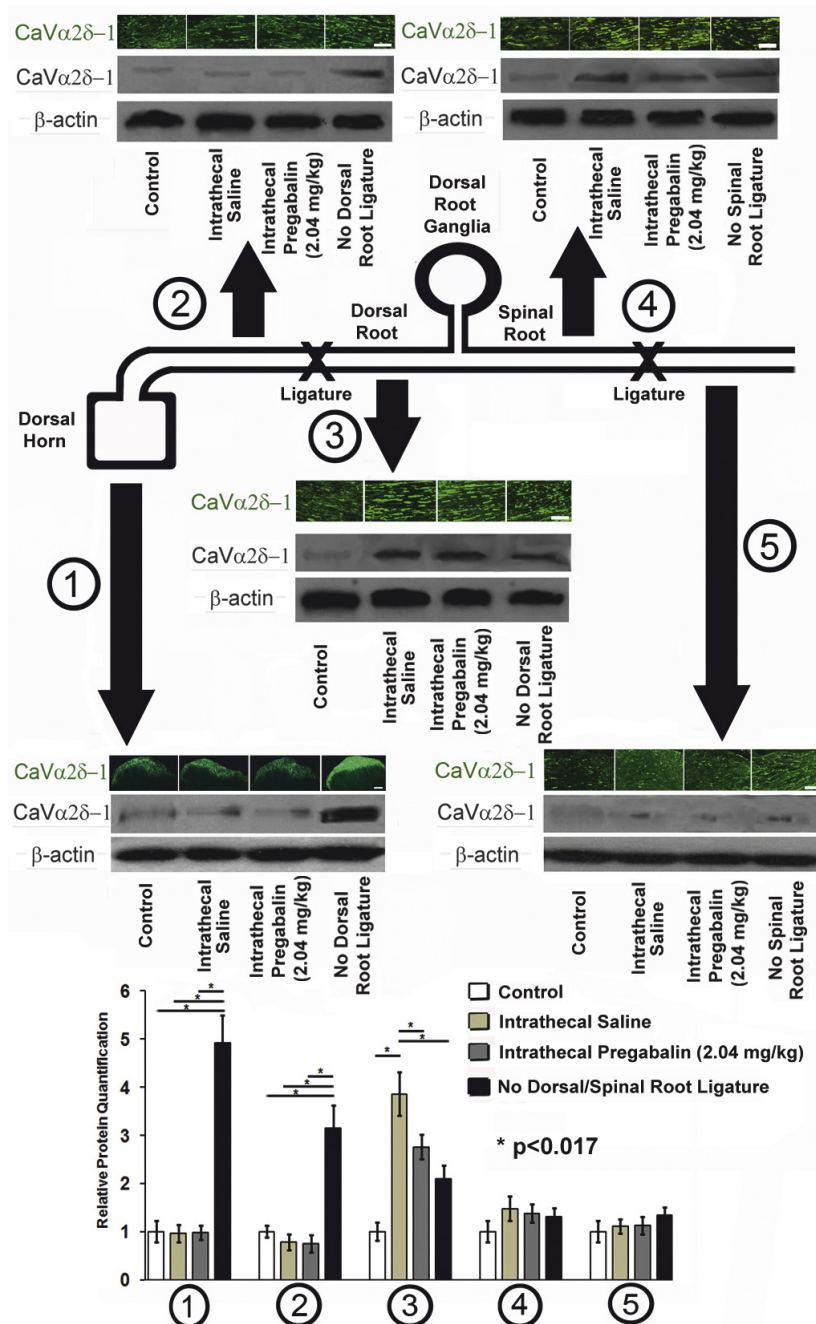 CaVα2δ–1
CaVα2δ–1
β-actin
Control
Intrathecal
Saline
Intrathecal
Pregabalin
(2.04 mg/kg)
No Dorsal
Root Ligature
CaVα2δ–1
CaVα2δ–1
β-actin
Control
Intrathecal
Saline
Intrathecal
Pregabalin
(2.04 mg/kg)
No Spinal
Root Ligature
Dorsal
Root
Ganglia
2
4
Dorsal
Root
Spinal
Root
Ligature
Ligature
Dorsal
Horn
3
CaVα2δ–1
CaVα2δ–1
β-actin
Control
Intrathecal
Saline
Intrathecal
Pregabalin
(2.04 mg/kg)
No Dorsal
Root Ligature
1
5
CaVα2δ–1
CaVα2δ–1
β-actin
Control
Intrathecal
Saline
Intrathecal
Pregabalin
(2.04 mg/kg)
No Dorsal
Root Ligature
CaVα2δ–1
CaVα2δ–1
β-actin
Control
Intrathecal
Saline
Intrathecal
Pregabalin
(2.04 mg/kg)
No Spinal
Root Ligature
Relative Protein Quantification
6
5
4
3
2
1
0
* * *
* * *
* * *
Control
Intrathecal Saline
Intrathecal Pregabalin (2.04 mg/kg)
No Dorsal/Spinal Root Ligature
* p<0.017
1 2 3 4 5